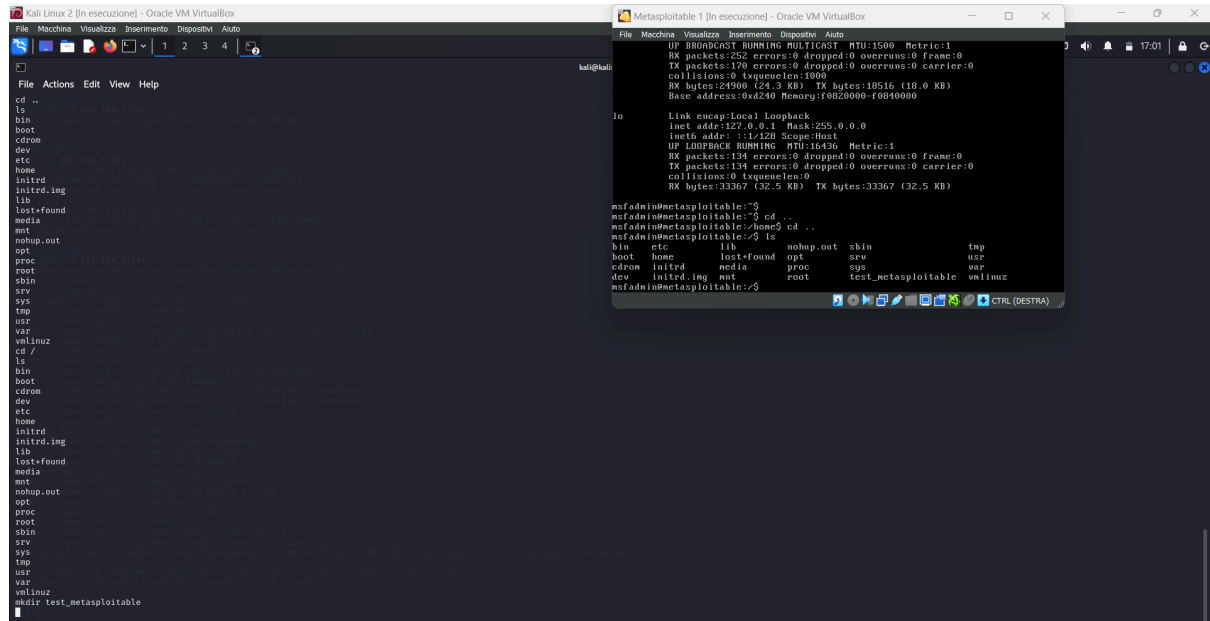 Kali Linux 2 [In esecuzione] - Oracle VM VirtualBox
File Macchina Visualizza Inserimento Dispositivi Aiuto
1 2 3 4
17:01
kali@kali:
File Actions Edit View Help
cd ..
ls
bin
boot
cdrom
dev
etc
home
initrd
initrd.img
lib
lost+found
media
mnt
nohup.out
opt
proc
root
sbin
srv
sys
tmp
usr
var
vmlinuz
cd /
ls
bin
boot
cdrom
dev
etc
home
initrd
initrd.img
lib
lost+found
media
mnt
nohup.out
opt
proc
root
sbin
srv
sys
tmp
usr
var
vmlinuz
mkdir test_metasploitable
Metasploitable 1 [In esecuzione] - Oracle VM VirtualBox
File Macchina Visualizza Inserimento Dispositivi Aiuto
UP BROADCAST RUNNING MULTICAST MTU:1500 Metric:1
RX packets:252 errors:0 dropped:0 overruns:0 frame:0
TX packets:170 errors:0 dropped:0 overruns:0 carrier:0
collisions:0 txqueuelen:1000
RX bytes:24900 (24.3 KB) TX bytes:18516 (18.0 KB)
Base address:0xd240 Memory:f0820000-f0840000
lo Link encap:Local Loopback
inet addr:127.0.0.1 Mask:255.0.0.0
inet6 addr: ::1/128 Scope:Host
UP LOOPBACK RUNNING MTU:16436 Metric:1
RX packets:134 errors:0 dropped:0 overruns:0 frame:0
TX packets:134 errors:0 dropped:0 overruns:0 carrier:0
collisions:0 txqueuelen:0
RX bytes:33367 (32.5 KB) TX bytes:33367 (32.5 KB)
msfadmin@metasploitable:~$
msfadmin@metasploitable:~$ cd ..
msfadmin@metasploitable:/home$ cd ..
msfadmin@metasploitable:/$ ls
bin etc lib nohup.out sbin tmp
boot home lost+found opt srv usr
cdrom initrd media proc sys var
dev initrd.img mnt root test_metasploitable vmlinuz
msfadmin@metasploitable:/$
CTRL (DESTRA)